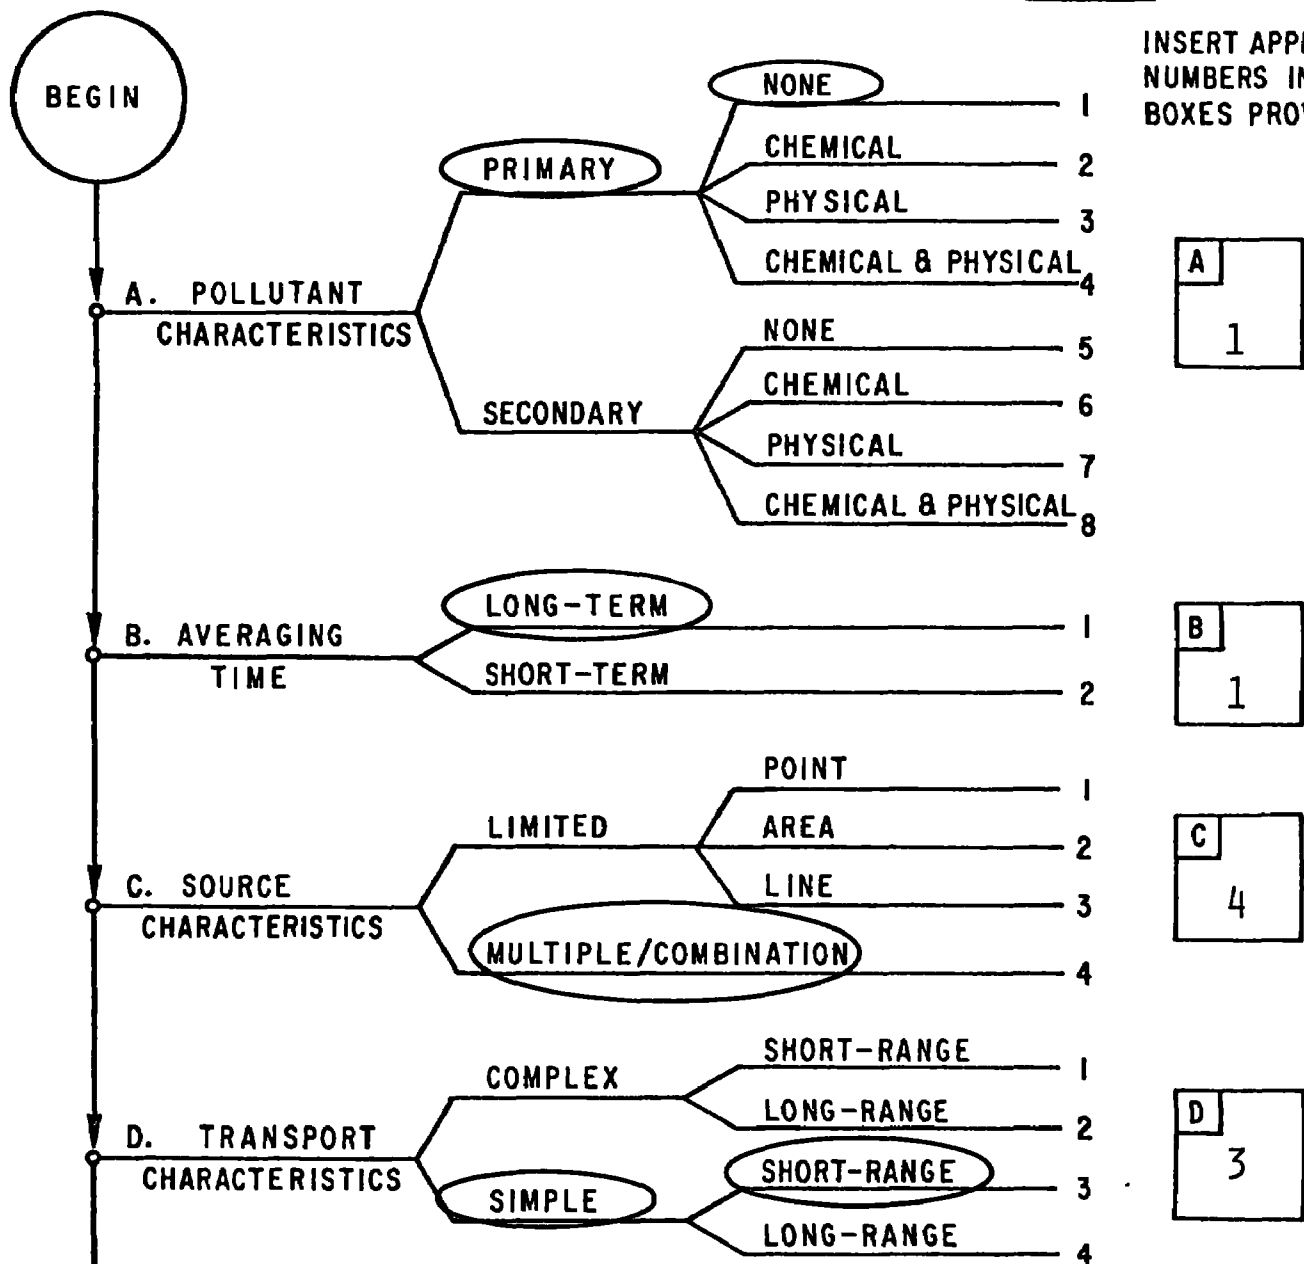 BEGIN
INSERT
NUMBERS
BOXES
NONE
1
CHEMICAL
2
PRIMARY
PHYSICAL
3
CHEMICAL & PHYSICAL
4
A. POLLUTANT
CHARACTERISTICS
A
1
NONE
5
CHEMICAL
6
SECONDARY
PHYSICAL
7
CHEMICAL & PHYSICAL
8
B. AVERAGING
TIME
LONG-TERM
1
SHORT-TERM
2
B
1
POINT
1
LIMITED
AREA
2
LINE
3
C. SOURCE
CHARACTERISTICS
MULTIPLE/COMBINATION
4
C
4
SHORT-RANGE
1
COMPLEX
LONG-RANGE
2
D. TRANSPORT
CHARACTERISTICS
SHORT-RANGE
3
SIMPLE
LONG-RANGE
4
D
3